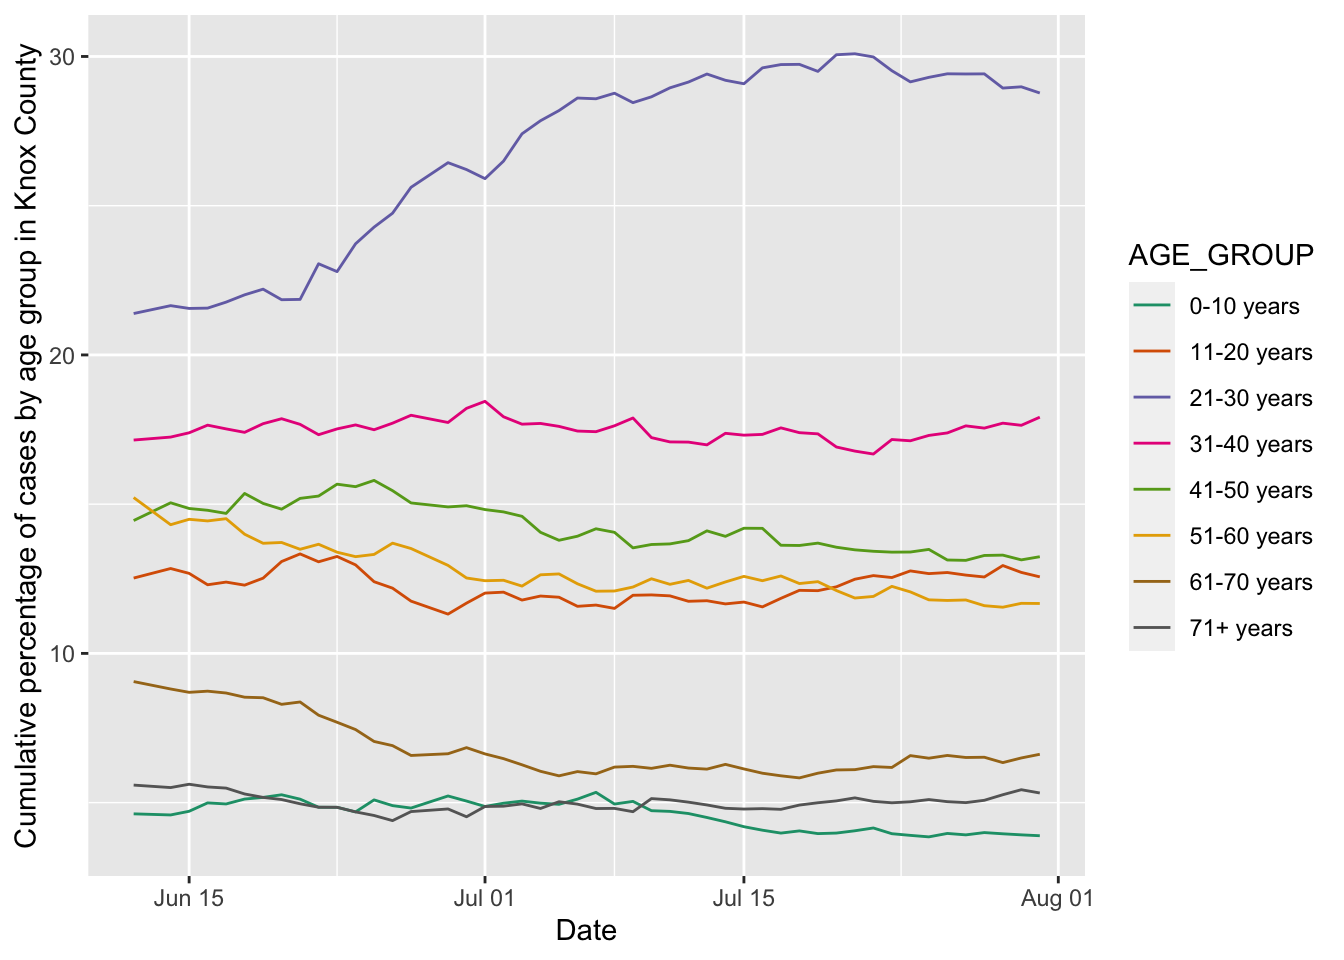 Cumulative percentage of cases by age group in Knox County
30
20
10
Jun 15
Jul 01
Jul 15
Aug 01
Date
AGE_GROUP
0-10 years
11-20 years
21-30 years
31-40 years
41-50 years
51-60 years
61-70 years
71+ years